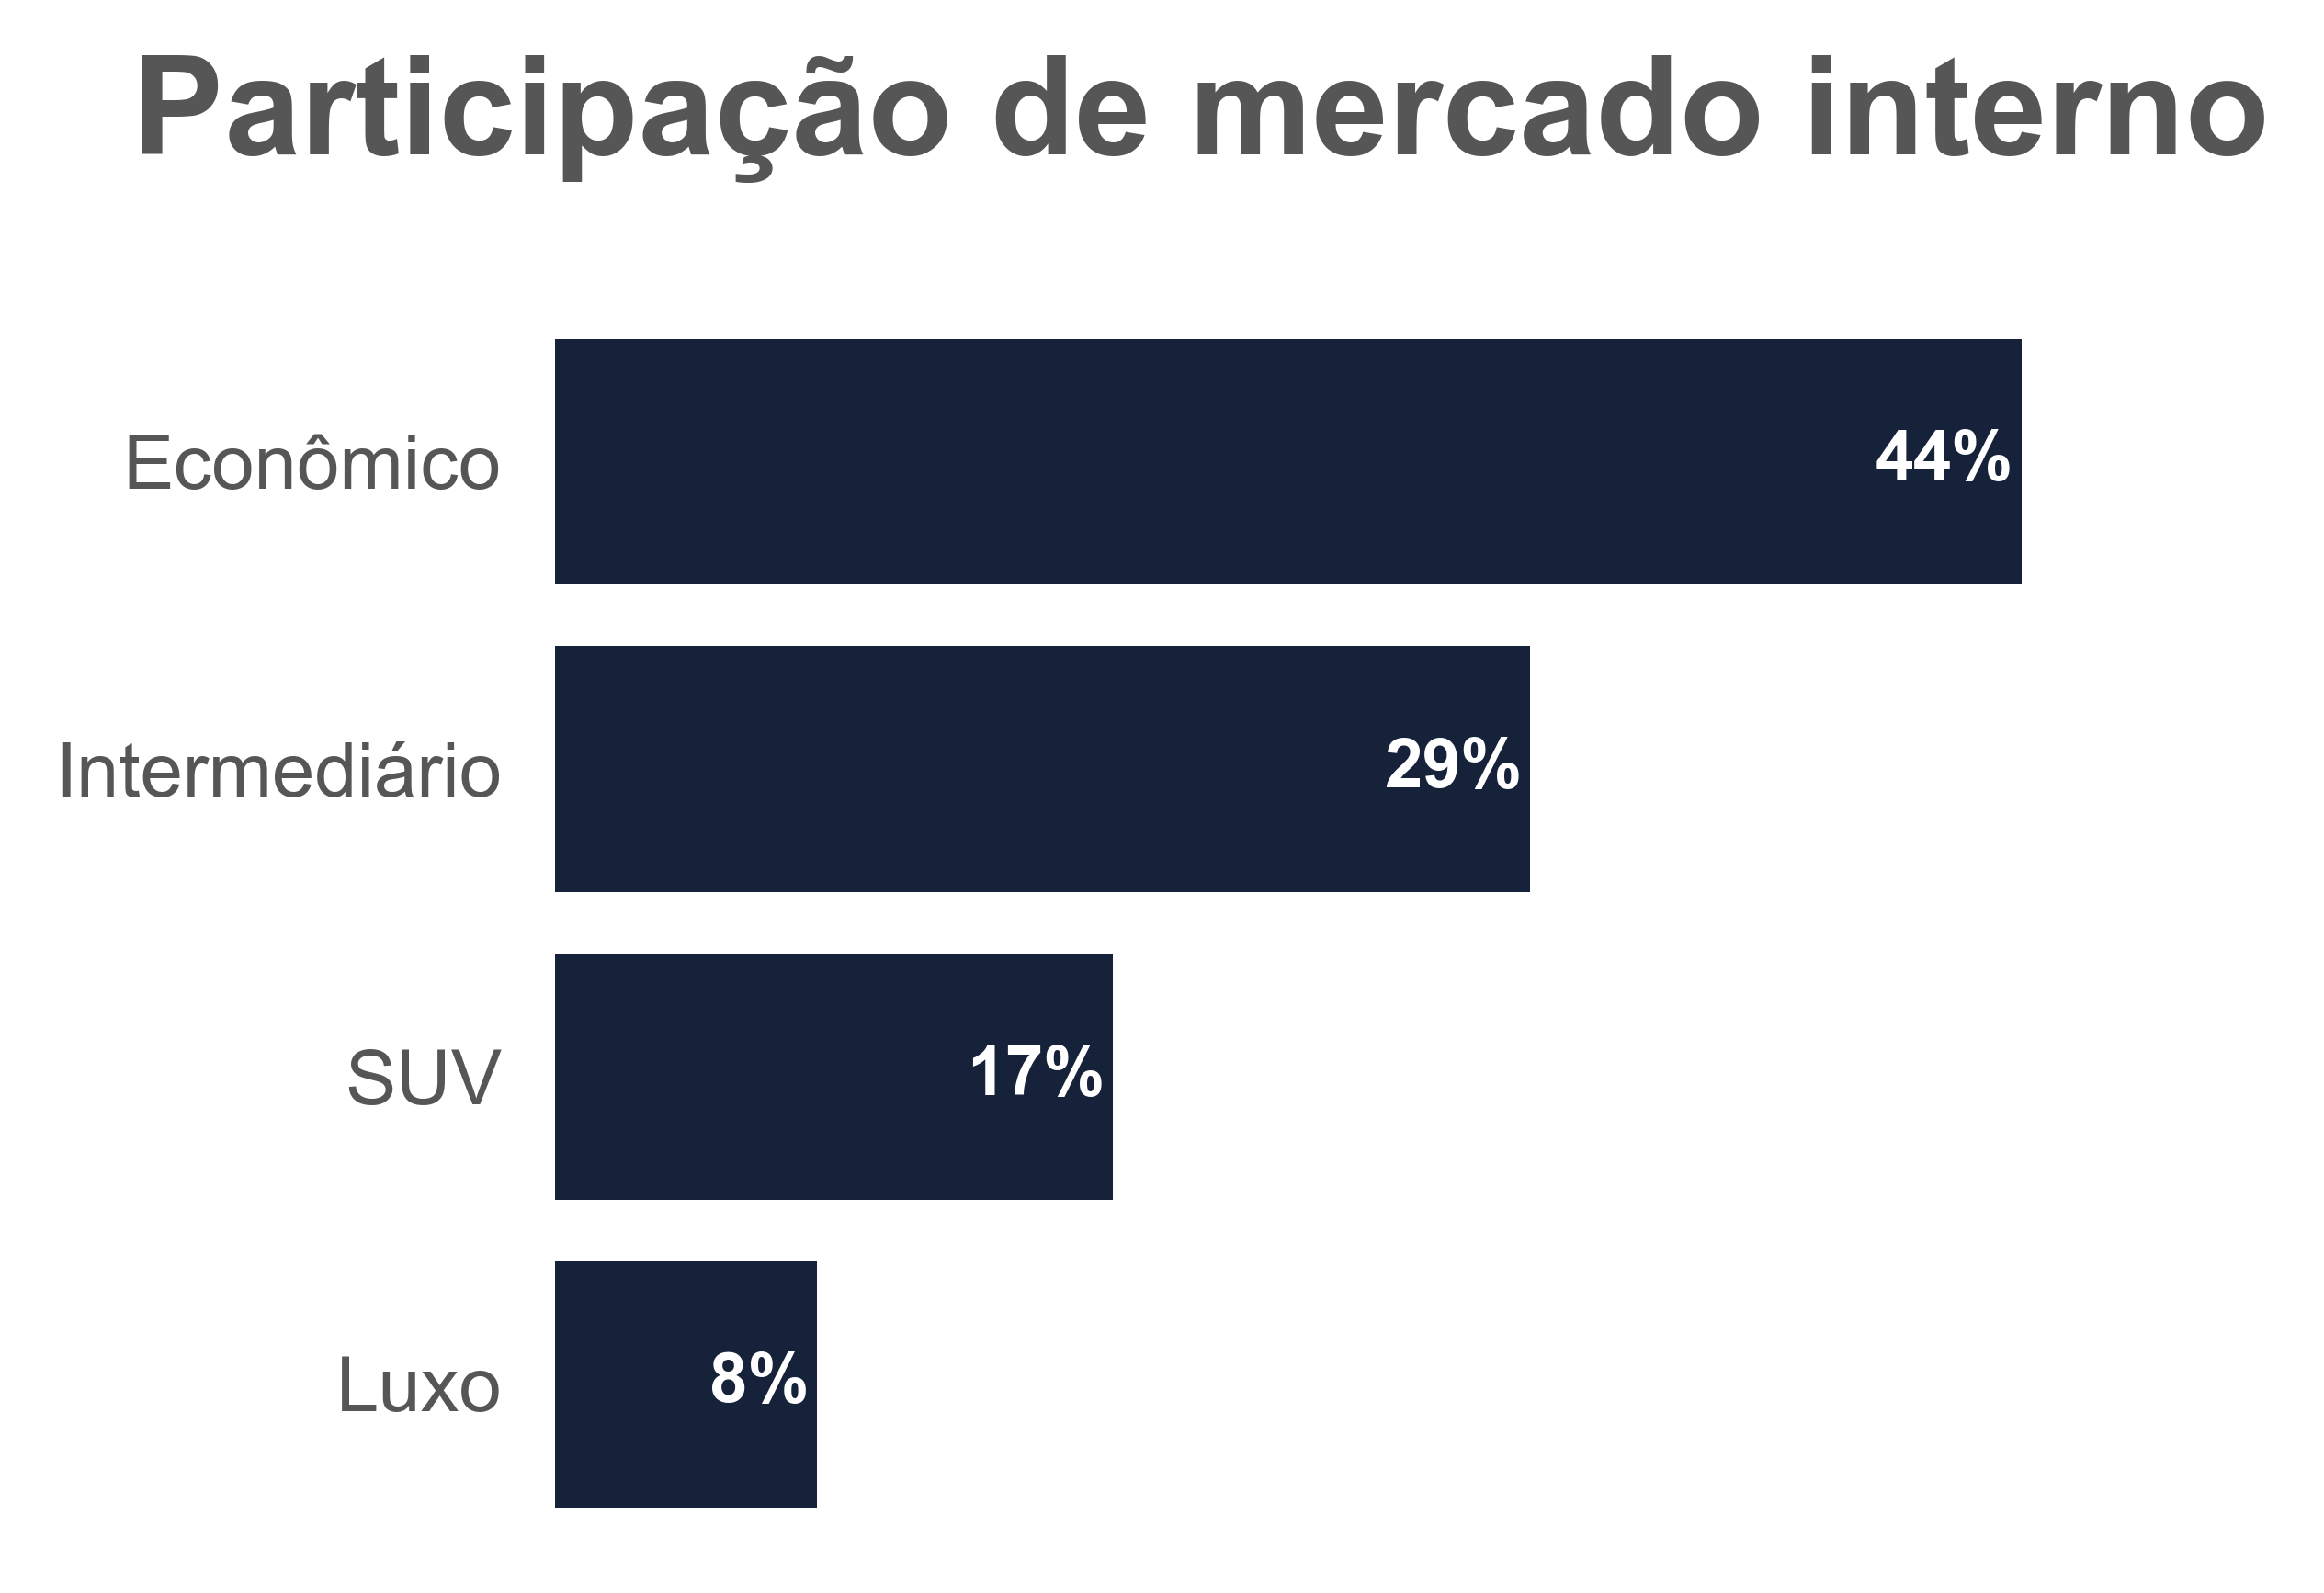 Participação de mercado interno
Econômico 44%
Intermediário 29%
SUV 17%
Luxo 8%